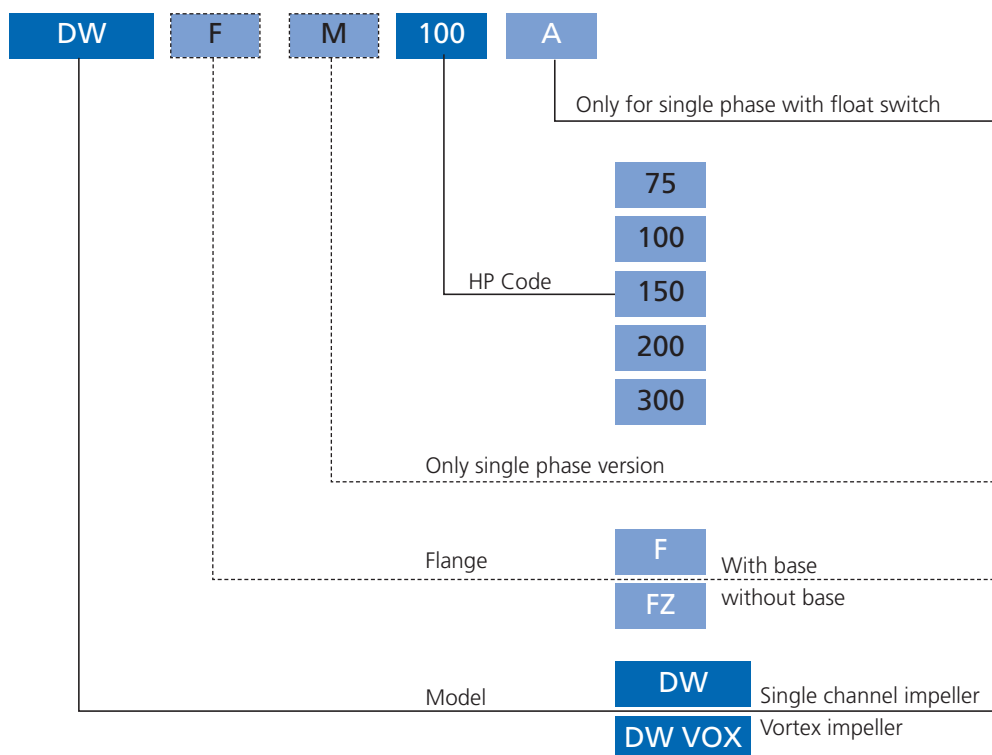 DW F M 100 A
Only for single phase with float switch
75
100
HP Code 150
200
300
Only single phase version
Flange F With base
FZ without base
Model DW Single channel impeller
DW VOX Vortex impeller